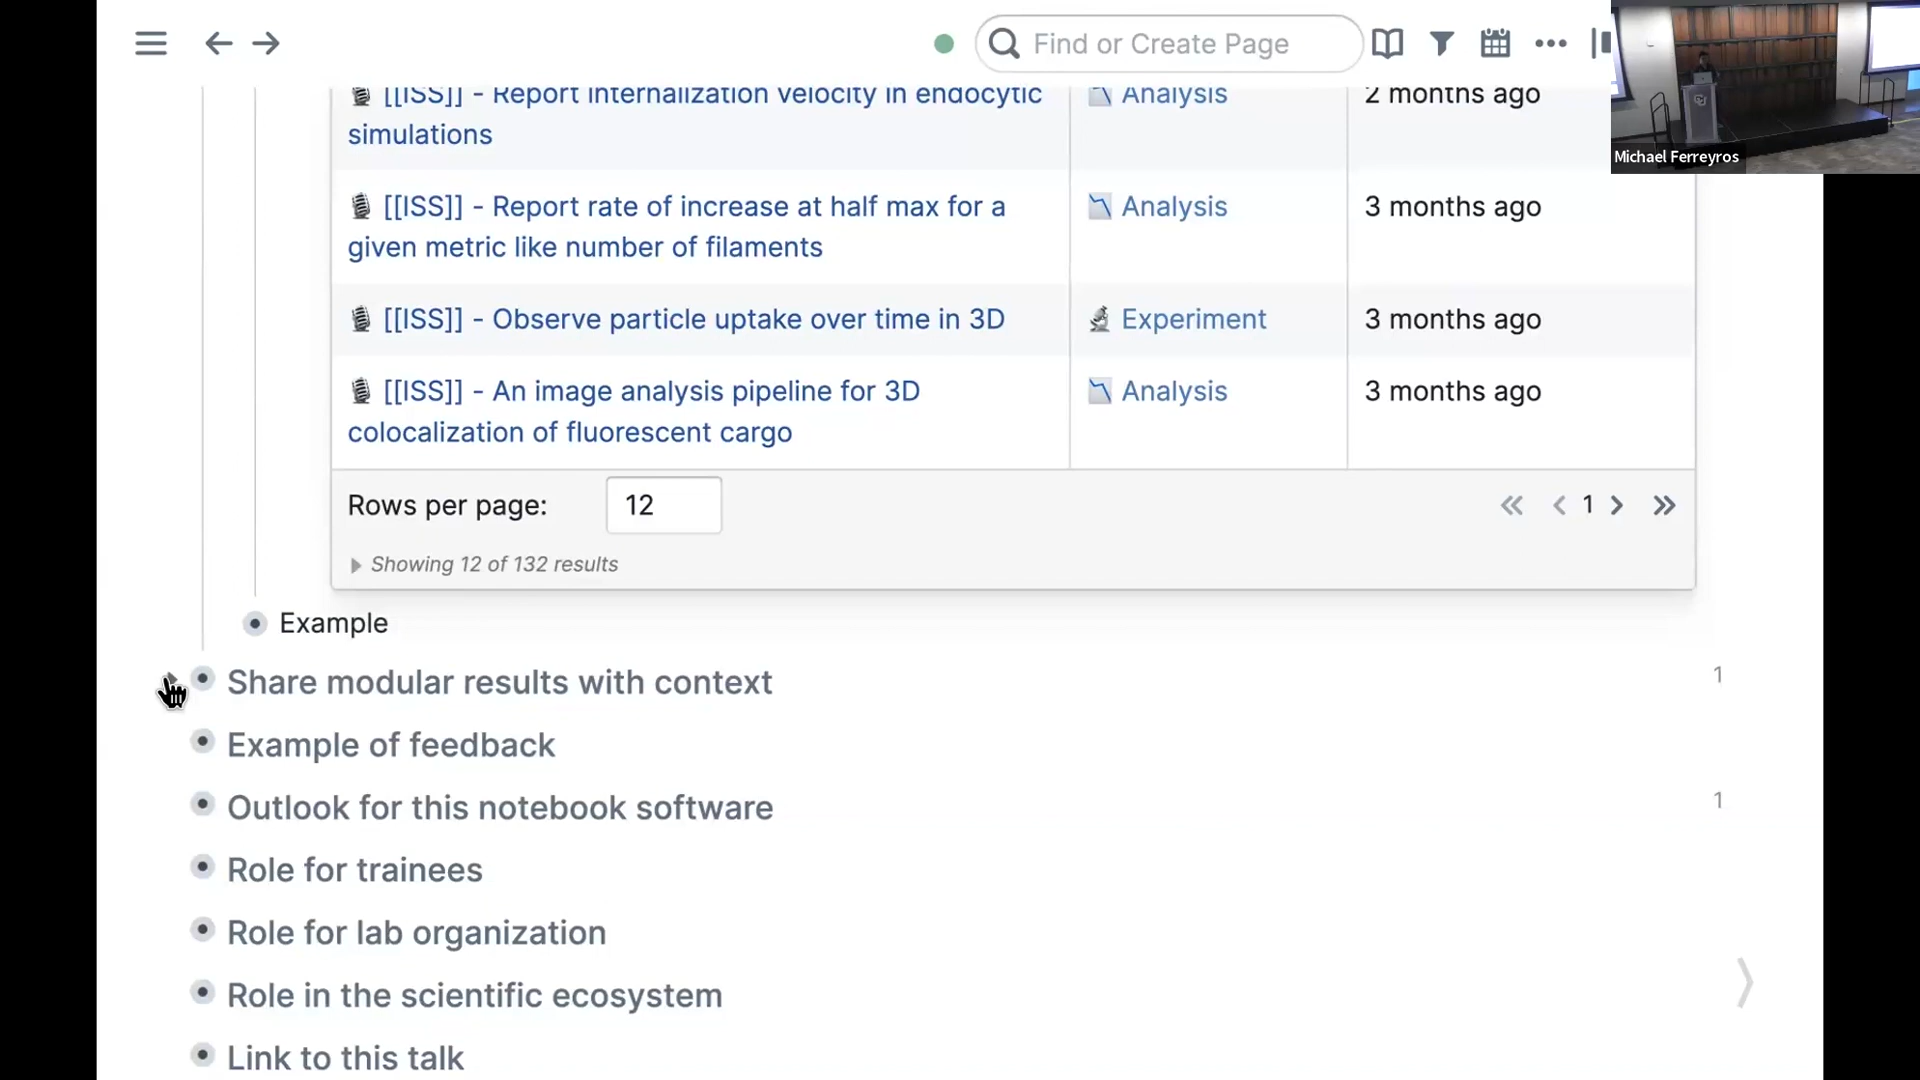 Find or Create Page
[[ISS]] - Report internalization velocity in endocytic
simulations
Analysis
2 months ago
[[ISS]] - Report rate of increase at half max for a
given metric like number of filaments
Analysis
3 months ago
[[ISS]] - Observe particle uptake over time in 3D
Experiment
3 months ago
[[ISS]] - An image analysis pipeline for 3D
colocalization of fluorescent cargo
Analysis
3 months ago
Rows per page:
12
1
Showing 12 of 132 results
Example
Share modular results with context
1
Example of feedback
Outlook for this notebook software
1
Role for trainees
Role for lab organization
Role in the scientific ecosystem
Link to this talk
Michael Ferreyros